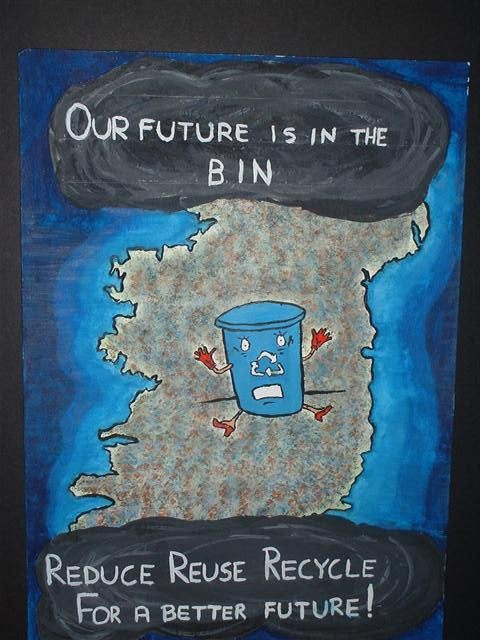 OUR FUTURE IS IN THE
BIN
REDUCE REUSE RECYCLE
FOR A BETTER FUTURE!